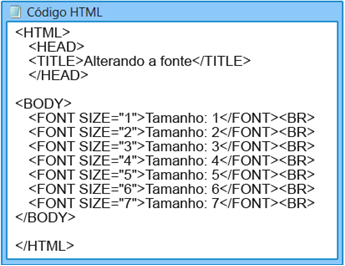 Código HTML
<HTML>
<HEAD>
<TITLE>Alterando a fonte</TITLE>
</HEAD>
<BODY>
<FONT SIZE="1">Tamanho: 1</FONT><BR>
<FONT SIZE="2">Tamanho: 2</FONT><BR>
<FONT SIZE="3">Tamanho: 3</FONT><BR>
<FONT SIZE="4">Tamanho: 4</FONT><BR>
<FONT SIZE="5">Tamanho: 5</FONT><BR>
<FONT SIZE="6">Tamanho: 6</FONT><BR>
<FONT SIZE="7">Tamanho: 7</FONT><BR>
</BODY>
</HTML>